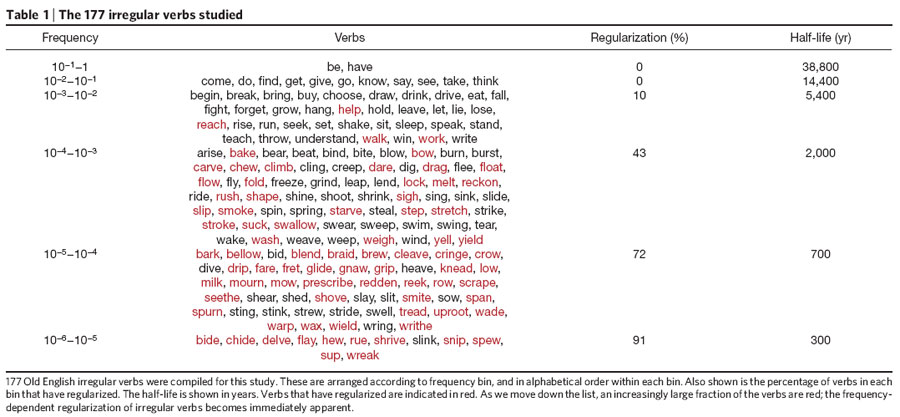 Table 1 | The 177 irregular verbs studied
Frequency Verbs Regularization (%) Half-life (yr)
10⁻¹–1 be, have 0 38,800
10⁻²–10⁻¹ come, do, find, get, give, go, know, say, see, take, think 0 14,400
10⁻³–10⁻² begin, break, bring, buy, choose, draw, drink, drive, eat, fall, 10 5,400
fight, forget, grow, hang, help, hold, leave, let, lie, lose,
reach, rise, run, seek, set, shake, sit, sleep, speak, stand,
teach, throw, understand, walk, win, work, write
10⁻⁴–10⁻³ arise, bake, bear, beat, bind, bite, blow, bow, burn, burst, 43 2,000
carve, chew, climb, cling, creep, dare, dig, drag, flee, float,
flow, fly, fold, freeze, grind, leap, lend, lock, melt, reckon,
ride, rush, shape, shine, shoot, shrink, sigh, sing, sink, slide,
slip, smoke, spin, spring, starve, steal, step, stretch, strike,
stroke, suck, swallow, swear, sweep, swim, swing, tear,
wake, wash, weave, weep, weigh, wind, yell, yield
10⁻⁵–10⁻⁴ bark, bellow, bid, blend, braid, brew, cleave, cringe, crow, 72 700
dive, drip, fare, fret, glide, gnaw, grip, heave, knead, low,
milk, mourn, mow, prescribe, redden, reek, row, scrape,
seethe, shear, shed, shove, slay, slit, smite, sow, span,
spurn, sting, stink, strew, stride, swell, tread, uproot, wade,
warp, wax, wield, wring, writhe
10⁻⁶–10⁻⁵ bide, chide, delve, flay, hew, rue, shrive, slink, snip, spew, 91 300
sup, wreak
177 Old English irregular verbs were compiled for this study. These are arranged according to frequency bin, and in alphabetical order within each bin. Also shown is the percentage of verbs in each
bin that have regularized. The half-life is shown in years. Verbs that have regularized are indicated in red. As we move down the list, an increasingly large fraction of the verbs are red; the frequency-
dependent regularization of irregular verbs becomes immediately apparent.